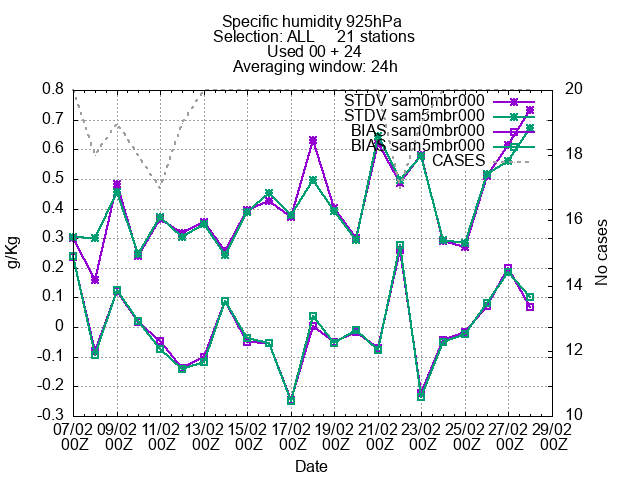 Specific humidity 925hPa
Selection: ALL 21 stations
Used 00 + 24
Averaging window: 24h
STDV sam0mbr000
STDV sam5mbr000
BIAS sam0mbr000
BIAS sam5mbr000
CASES
0.8
0.7
0.6
0.5
0.4
0.3
0.2
0.1
0
-0.1
-0.2
-0.3
g/Kg
20
18
16
14
12
10
No cases
07/02 09/02 11/02 13/02 15/02 17/02 19/02 21/02 23/02 25/02 27/02 29/02
00Z 00Z 00Z 00Z 00Z 00Z 00Z 00Z 00Z 00Z 00Z 00Z
Date